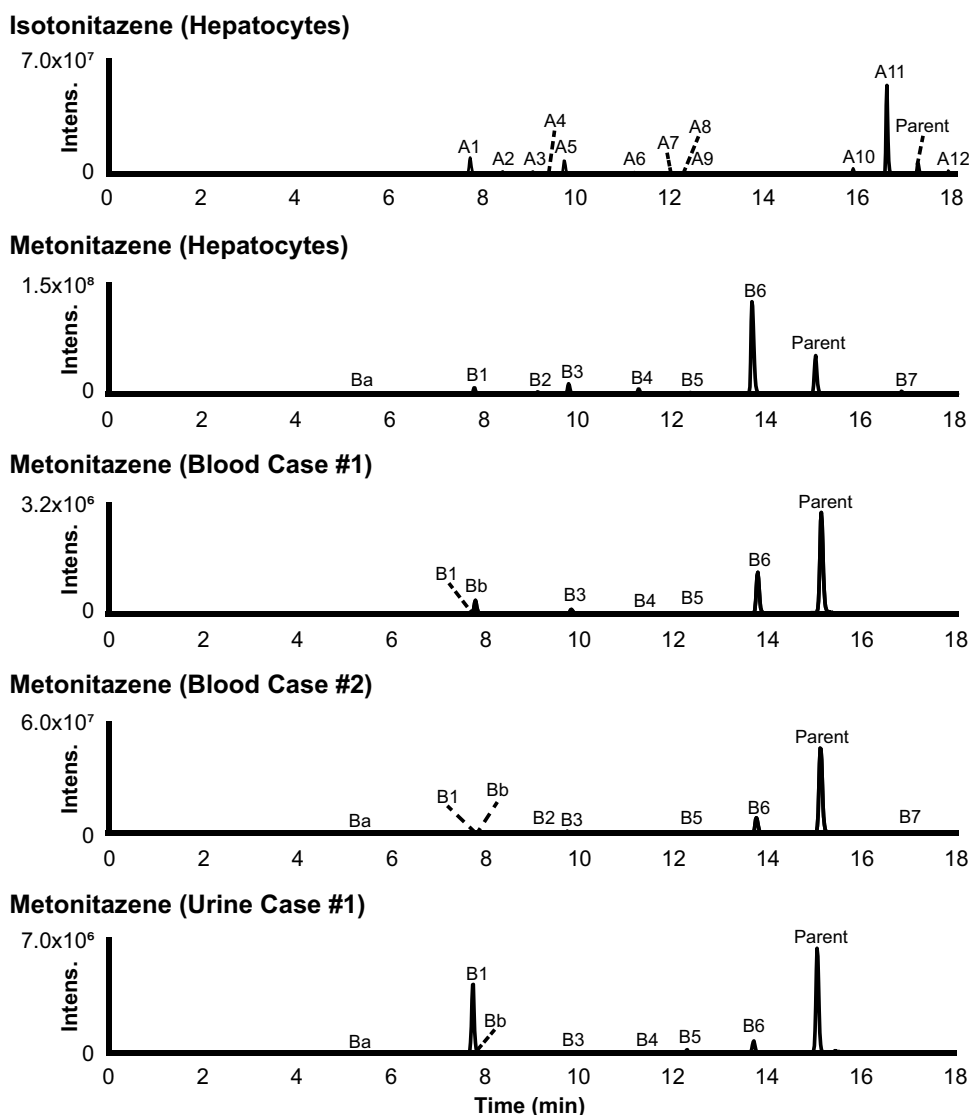 Isotonitazene (Hepatocytes)
7.0x10⁷
Intens.
0
A1 A2 A3 A4 A5 A6 A7 A8 A9 A10 A11 Parent A12
0 2 4 6 8 10 12 14 16 18
Metonitazene (Hepatocytes)
1.5x10⁸
Intens.
0
Ba B1 B2 B3 B4 B5 B6 Parent B7
0 2 4 6 8 10 12 14 16 18
Metonitazene (Blood Case #1)
3.2x10⁶
Intens.
0
B1 Bb B3 B4 B5 B6 Parent
0 2 4 6 8 10 12 14 16 18
Metonitazene (Blood Case #2)
6.0x10⁷
Intens.
0
Ba B1 Bb B2 B3 B5 B6 Parent B7
0 2 4 6 8 10 12 14 16 18
Metonitazene (Urine Case #1)
7.0x10⁶
Intens.
0
Ba B1 Bb B3 B4 B5 B6 Parent
0 2 4 6 8 10 12 14 16 18
Time (min)